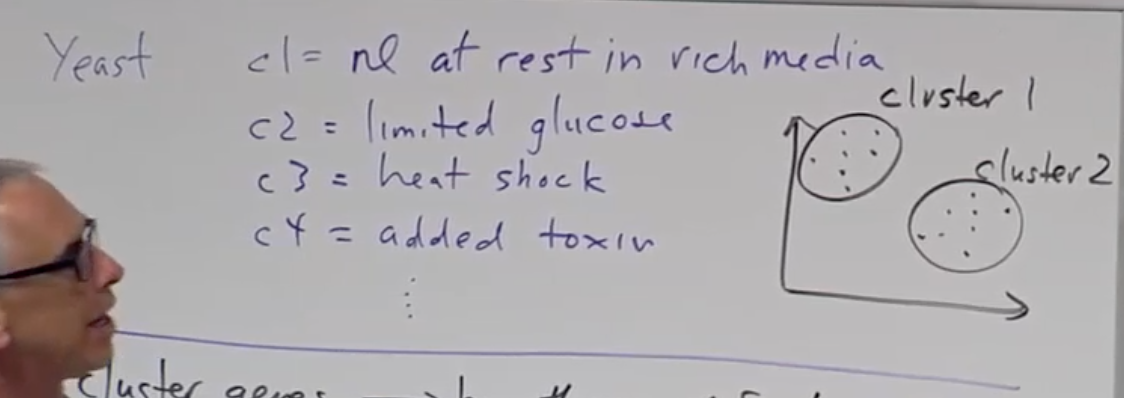 Yeast c1 = nl at rest in rich media
cluster 1
c2 = limited glucose
c3 = heat shock
cluster 2
c4 = added toxin
⋮
cluster genes